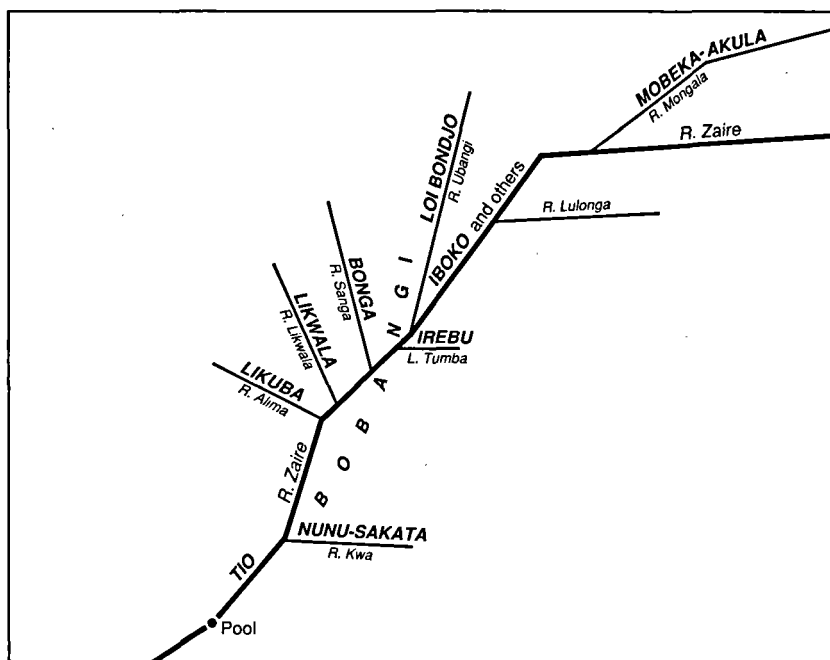 MOBEKA-AKULA
R. Mongala
R. Zaire
LOI BONDJO
R. Ubangi
IBOKO and others
R. Lulonga
BONGA
R. Sanga
LIKWALA
R. Likwala
IREBU
L. Tumba
LIKUBA
R. Alima
BOBANGI
R. Zaire
NUNU-SAKATA
R. Kwa
TIO
Pool